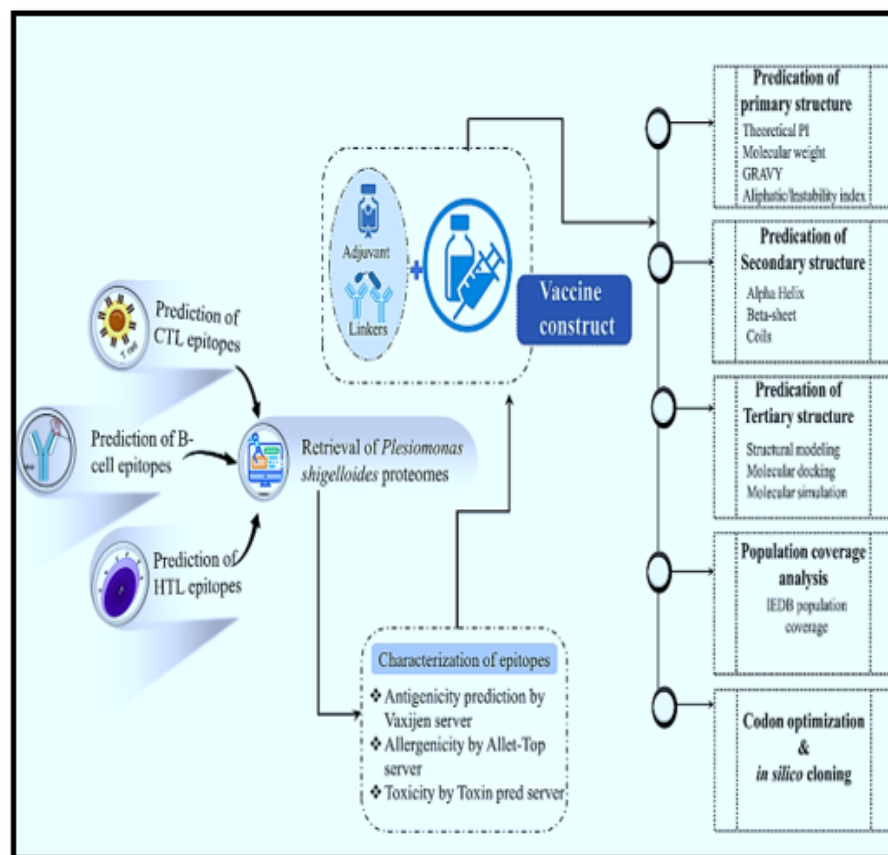 Prediction of
CTL epitopes
T cell
Prediction of B-
cell epitopes
Prediction of
HTL epitopes
Retrieval of Plesiomonas
shigelloides proteomes
Adjuvant
Linkers
Vaccine
construct
Characterization of epitopes
❖ Antigenicity prediction by
Vaxijen server
❖ Allergenicity by Allet-Top
server
❖ Toxicity by Toxin pred server
Predication of
primary structure
Theoretical PI
Molecular weight
GRAVY
Aliphatic/Instability index
Predication of
Secondary structure
Alpha Helix
Beta-sheet
Coils
Predication of
Tertiary structure
Structural modeling
Molecular docking
Molecular simulation
Population coverage
analysis
IEDB population
coverage
Codon optimization
&
in silico cloning